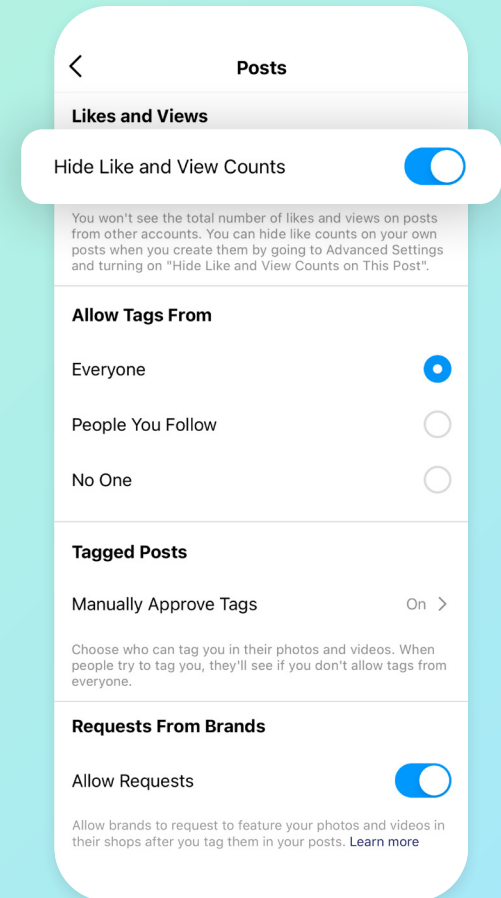 Posts
Likes and Views
Hide Like and View Counts
You won't see the total number of likes and views on posts
from other accounts. You can hide like counts on your own
posts when you create them by going to Advanced Settings
and turning on "Hide Like and View Counts on This Post".
Allow Tags From
Everyone
People You Follow
No One
Tagged Posts
Manually Approve Tags On
Choose who can tag you in their photos and videos. When
people try to tag you, they'll see if you don't allow tags from
everyone.
Requests From Brands
Allow Requests
Allow brands to request to feature your photos and videos in
their shops after you tag them in your posts. Learn more